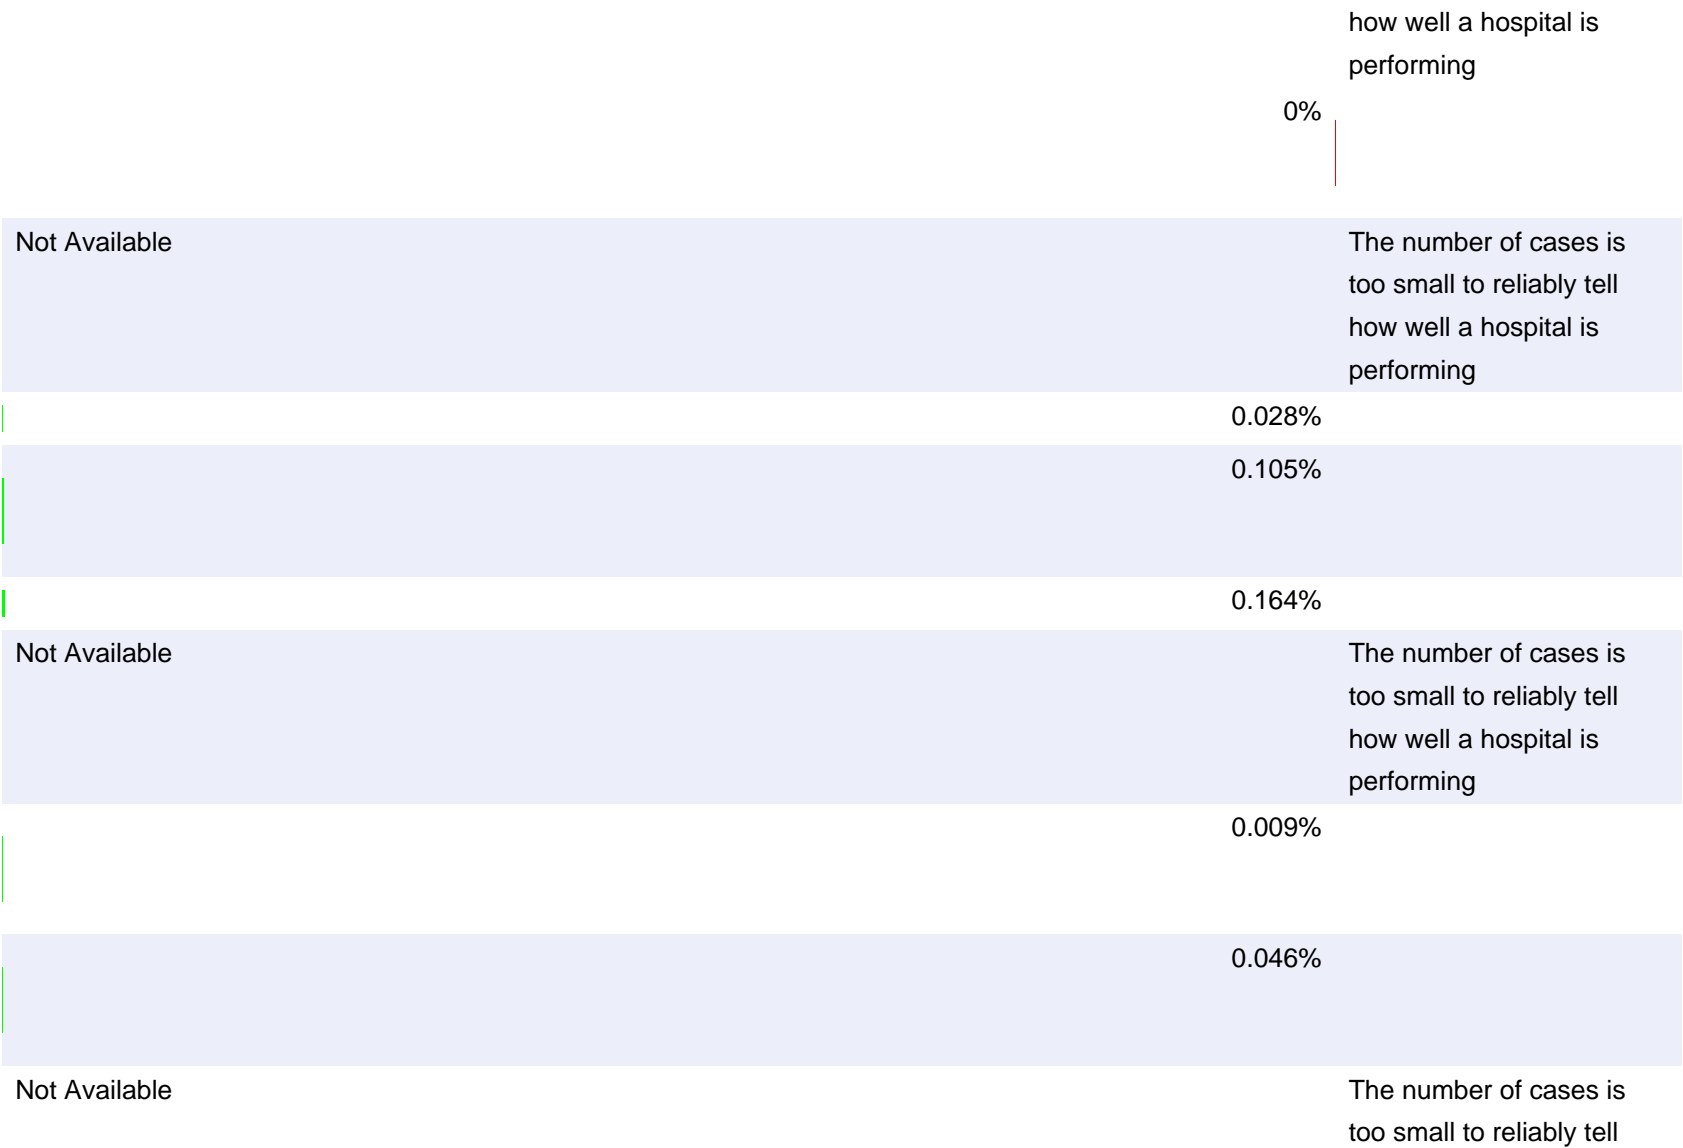 how well a hospital is
performing
0%
Not Available
The number of cases is
too small to reliably tell
how well a hospital is
performing
0.028%
0.105%
0.164%
Not Available
The number of cases is
too small to reliably tell
how well a hospital is
performing
0.009%
0.046%
Not Available
The number of cases is
too small to reliably tell